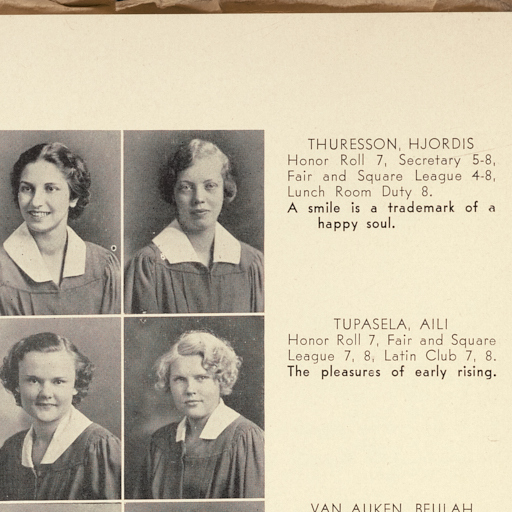 THURESSON, HJORDIS
Honor Roll 7, Secretary 5-8,
Fair and Square League 4-8,
Lunch Room Duty 8.
A smile is a trademark of a
happy soul.
TUPASELA, AILI
Honor Roll 7, Fair and Square
League 7, 8, Latin Club 7, 8.
The pleasures of early rising.
VAN AUKEN, BEULAH